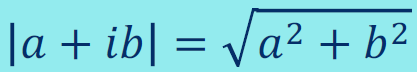 |a + ib| = √(a² + b²)